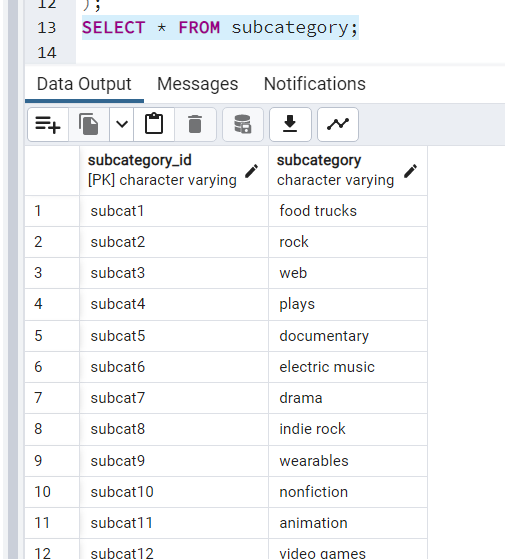 12 );
13 SELECT * FROM subcategory;
14
Data Output Messages Notifications
subcategory_id subcategory
[PK] character varying character varying
1 subcat1 food trucks
2 subcat2 rock
3 subcat3 web
4 subcat4 plays
5 subcat5 documentary
6 subcat6 electric music
7 subcat7 drama
8 subcat8 indie rock
9 subcat9 wearables
10 subcat10 nonfiction
11 subcat11 animation
12 subcat12 video games